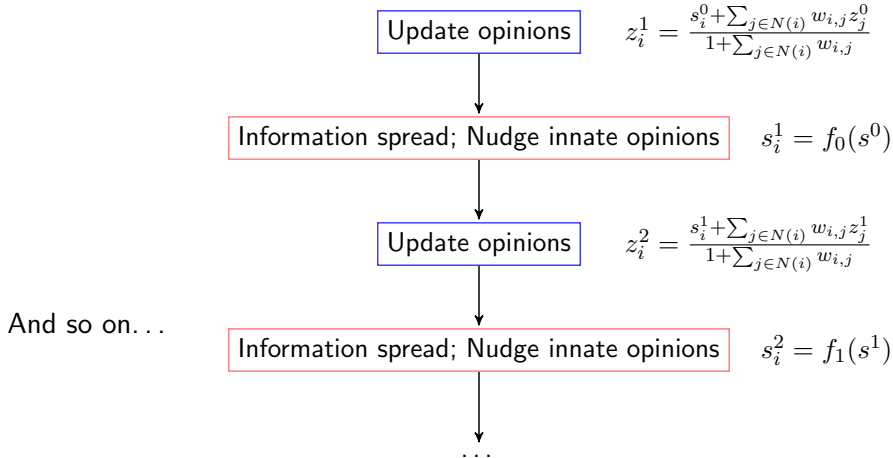 Update opinions $z_i^1 = \frac{s_i^0 + \sum_{j \in N(i)} w_{i,j} z_j^0}{1 + \sum_{j \in N(i)} w_{i,j}}$
Information spread; Nudge innate opinions $s_i^1 = f_0(s^0)$
Update opinions $z_i^2 = \frac{s_i^1 + \sum_{j \in N(i)} w_{i,j} z_j^1}{1 + \sum_{j \in N(i)} w_{i,j}}$
And so on...
Information spread; Nudge innate opinions $s_i^2 = f_1(s^1)$
...